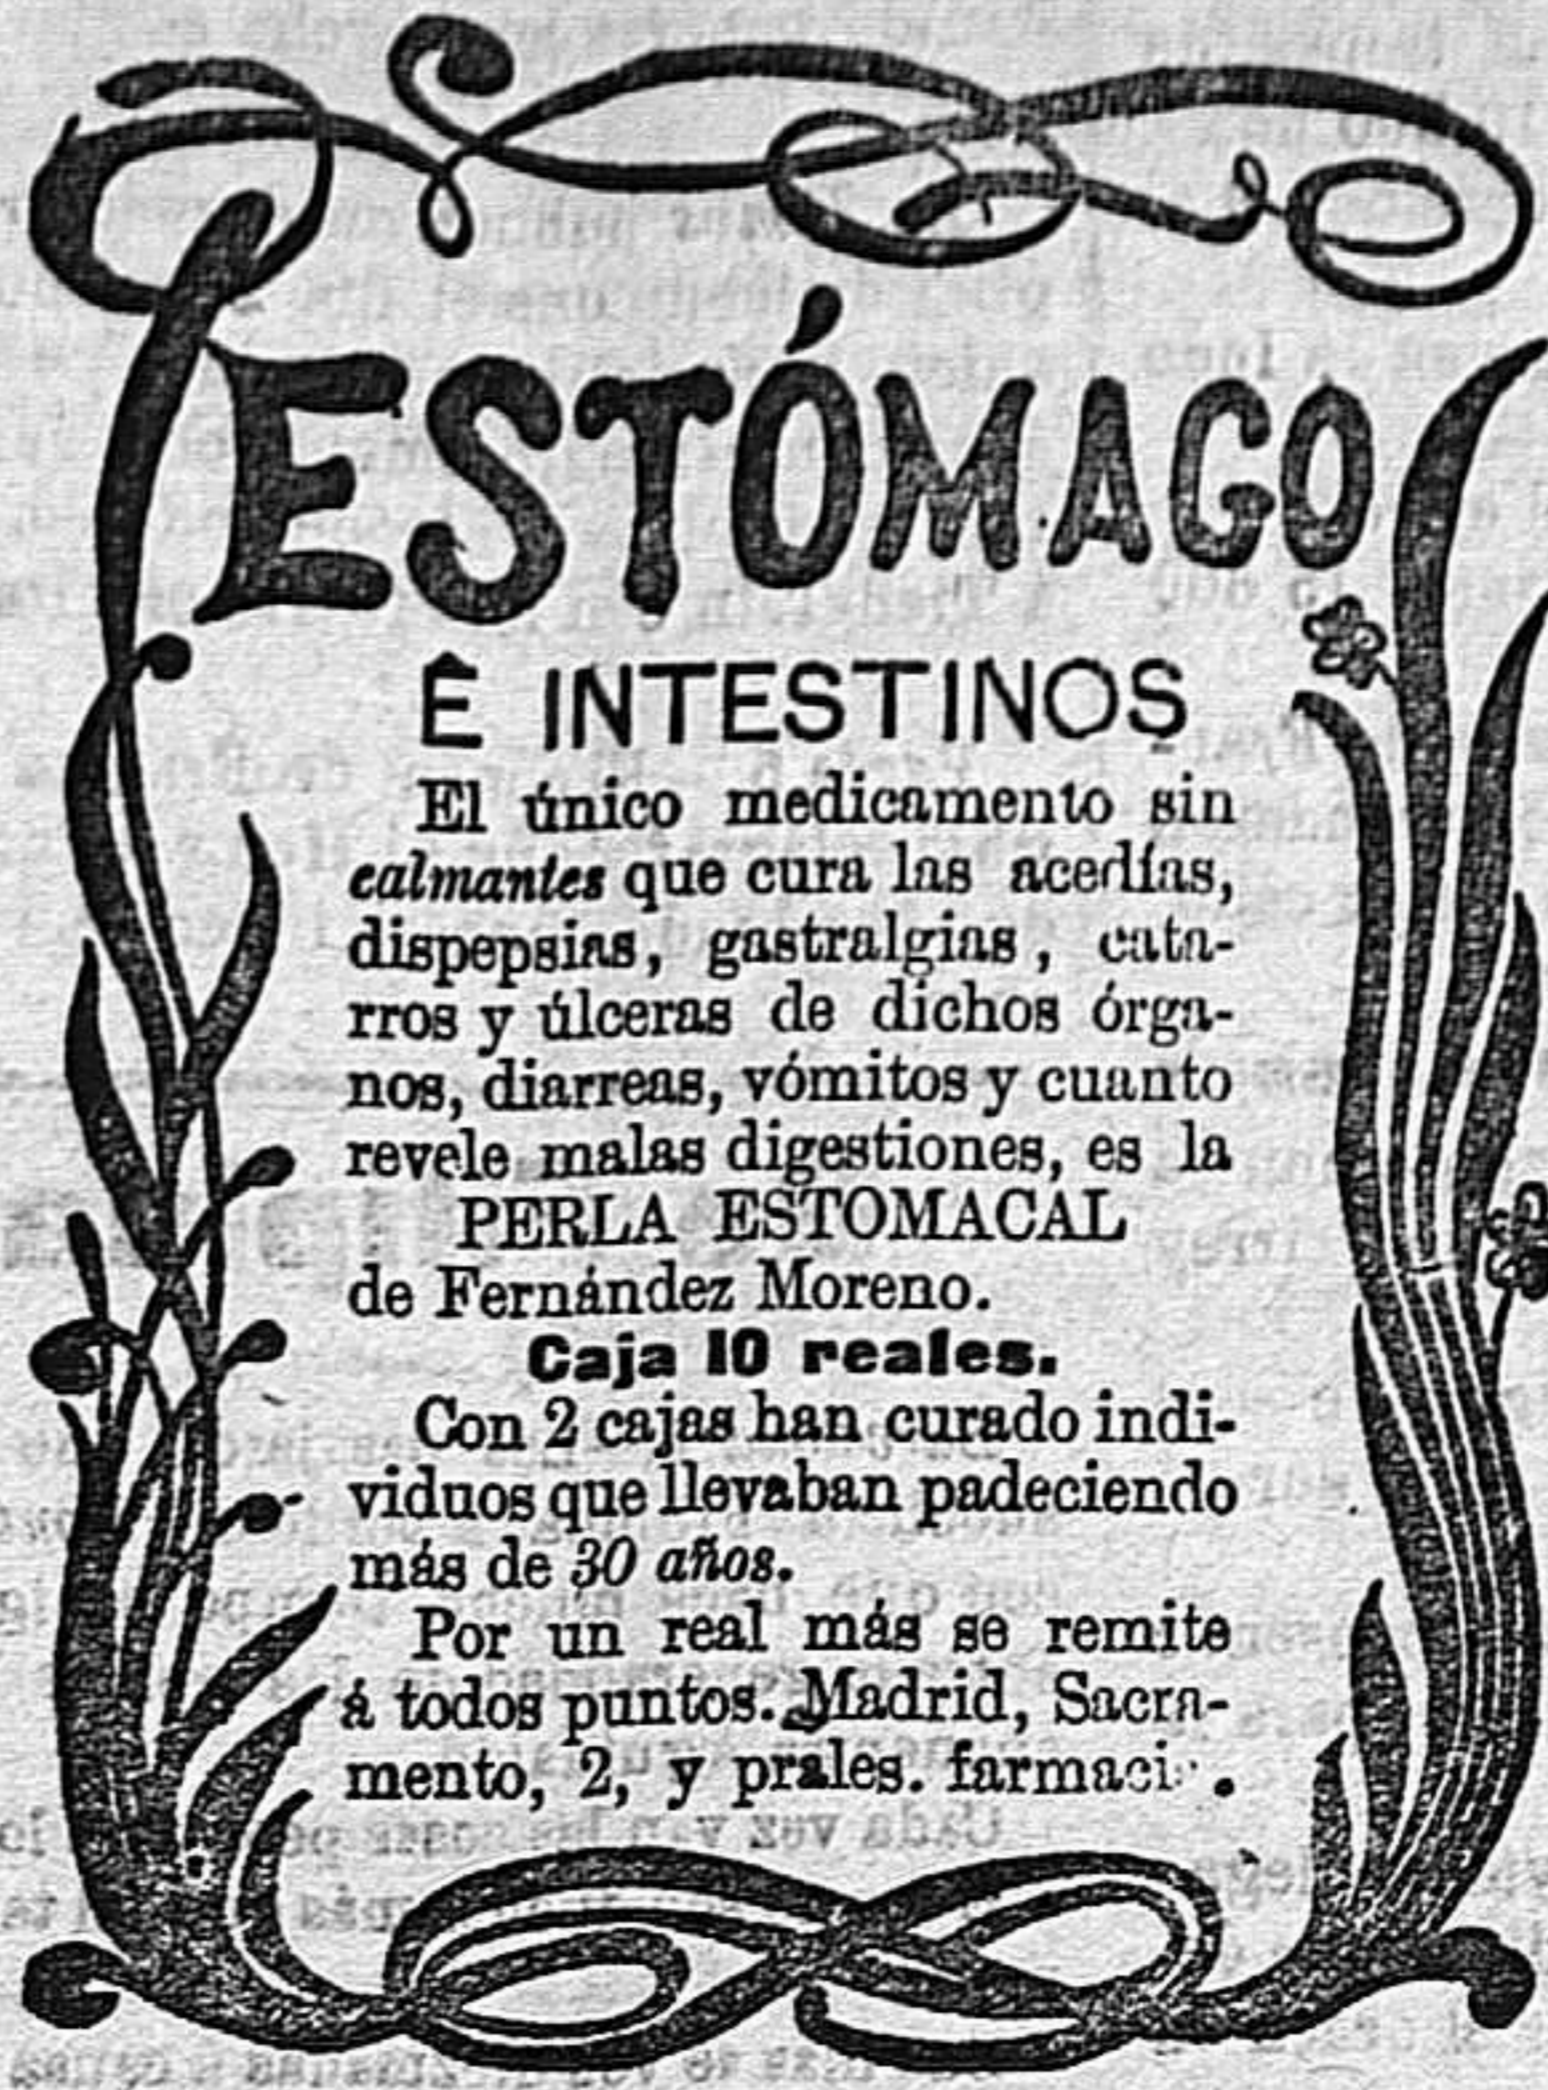 ESTÓMAGO
Ê INTESTINOS
El único medicamento sin
calmantes que cura las acedías,
dispepsias, gastralgias, cata-
rros y úlceras de dichos órga-
nos, diarreas, vómitos y cuanto
revele malas digestiones, es la
PERLA ESTOMACAL
de Fernández Moreno.
Caja 10 reales.
Con 2 cajas han curado indi-
viduos que llevaban padeciendo
más de 30 años.
Por un real más se remite
á todos puntos. Madrid, Sacra-
mento, 2, y prales.